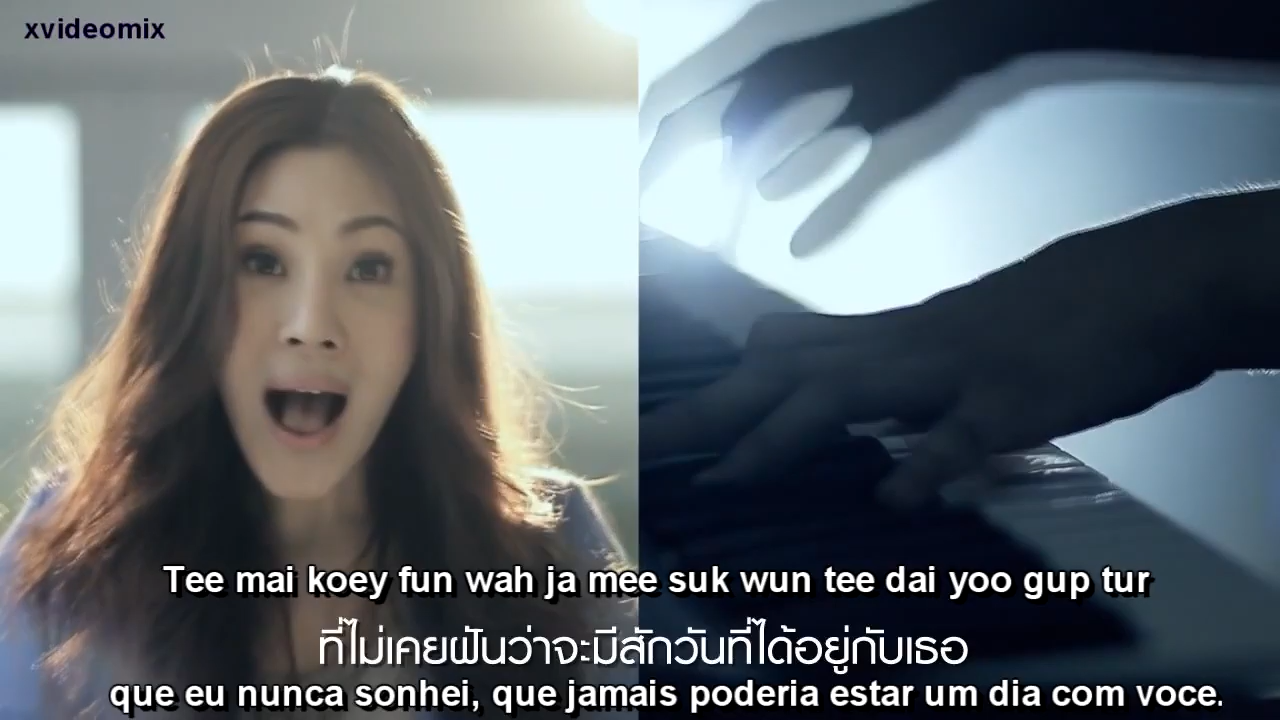 xvideomix
Tee mai koey fun wah ja mee suk wun tee dai yoo gup tur
ที่ไม่เคยฝันว่าจะมีสักวันที่ได้อยู่กับเธอ
que eu nunca sonhei, que jamais poderia estar um dia com voce.